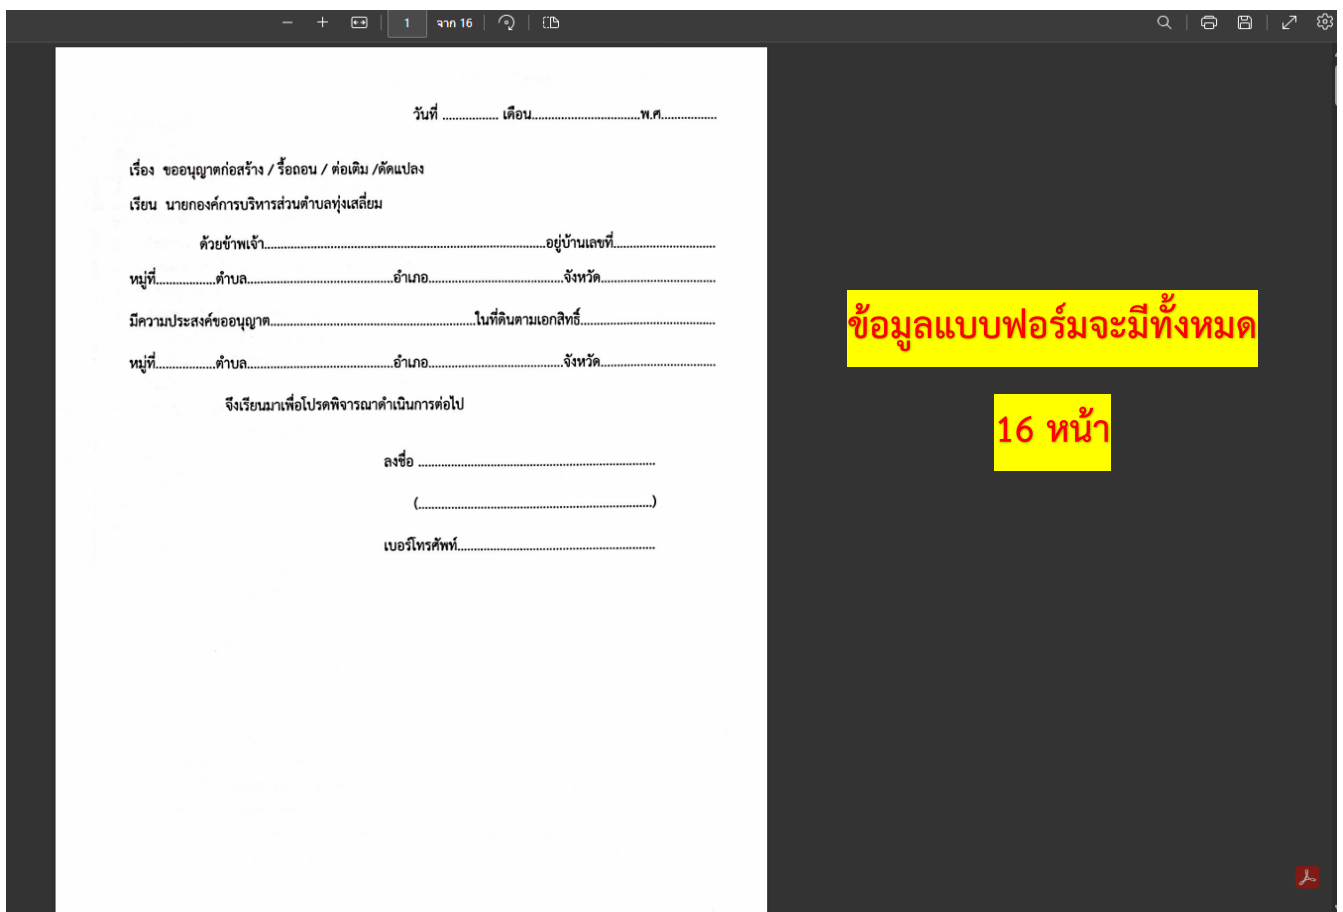 1 จาก 16
วันที่ ................. เดือน.................................พ.ศ.................
เรื่อง ขออนุญาตก่อสร้าง / รื้อถอน / ต่อเติม /ดัดแปลง
เรียน นายกองค์การบริหารส่วนตำบลทุ่งเสลี่ยม
ด้วยข้าพเจ้า......................................................................................อยู่บ้านเลขที่...............................
หมู่ที่..................ตำบล.............................................อำเภอ.........................................จังหวัด...................................
มีความประสงค์ขออนุญาต...............................................................ในที่ดินตามเอกสิทธิ์.........................................
หมู่ที่..................ตำบล.............................................อำเภอ.........................................จังหวัด...................................
จึงเรียนมาเพื่อโปรดพิจารณาดำเนินการต่อไป
ลงชื่อ ........................................................................
(........................................................................)
เบอร์โทรศัพท์............................................................
ข้อมูลแบบฟอร์มจะมีทั้งหมด
16 หน้า